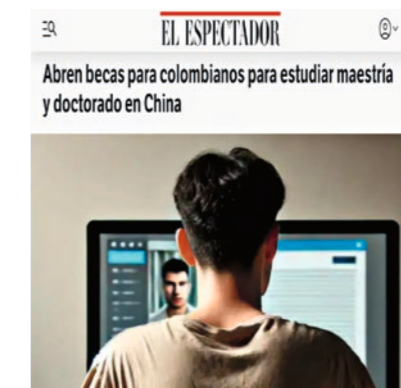 EL ESPECTADOR
Abren becas para colombianos para estudiar maestría
y doctorado en China